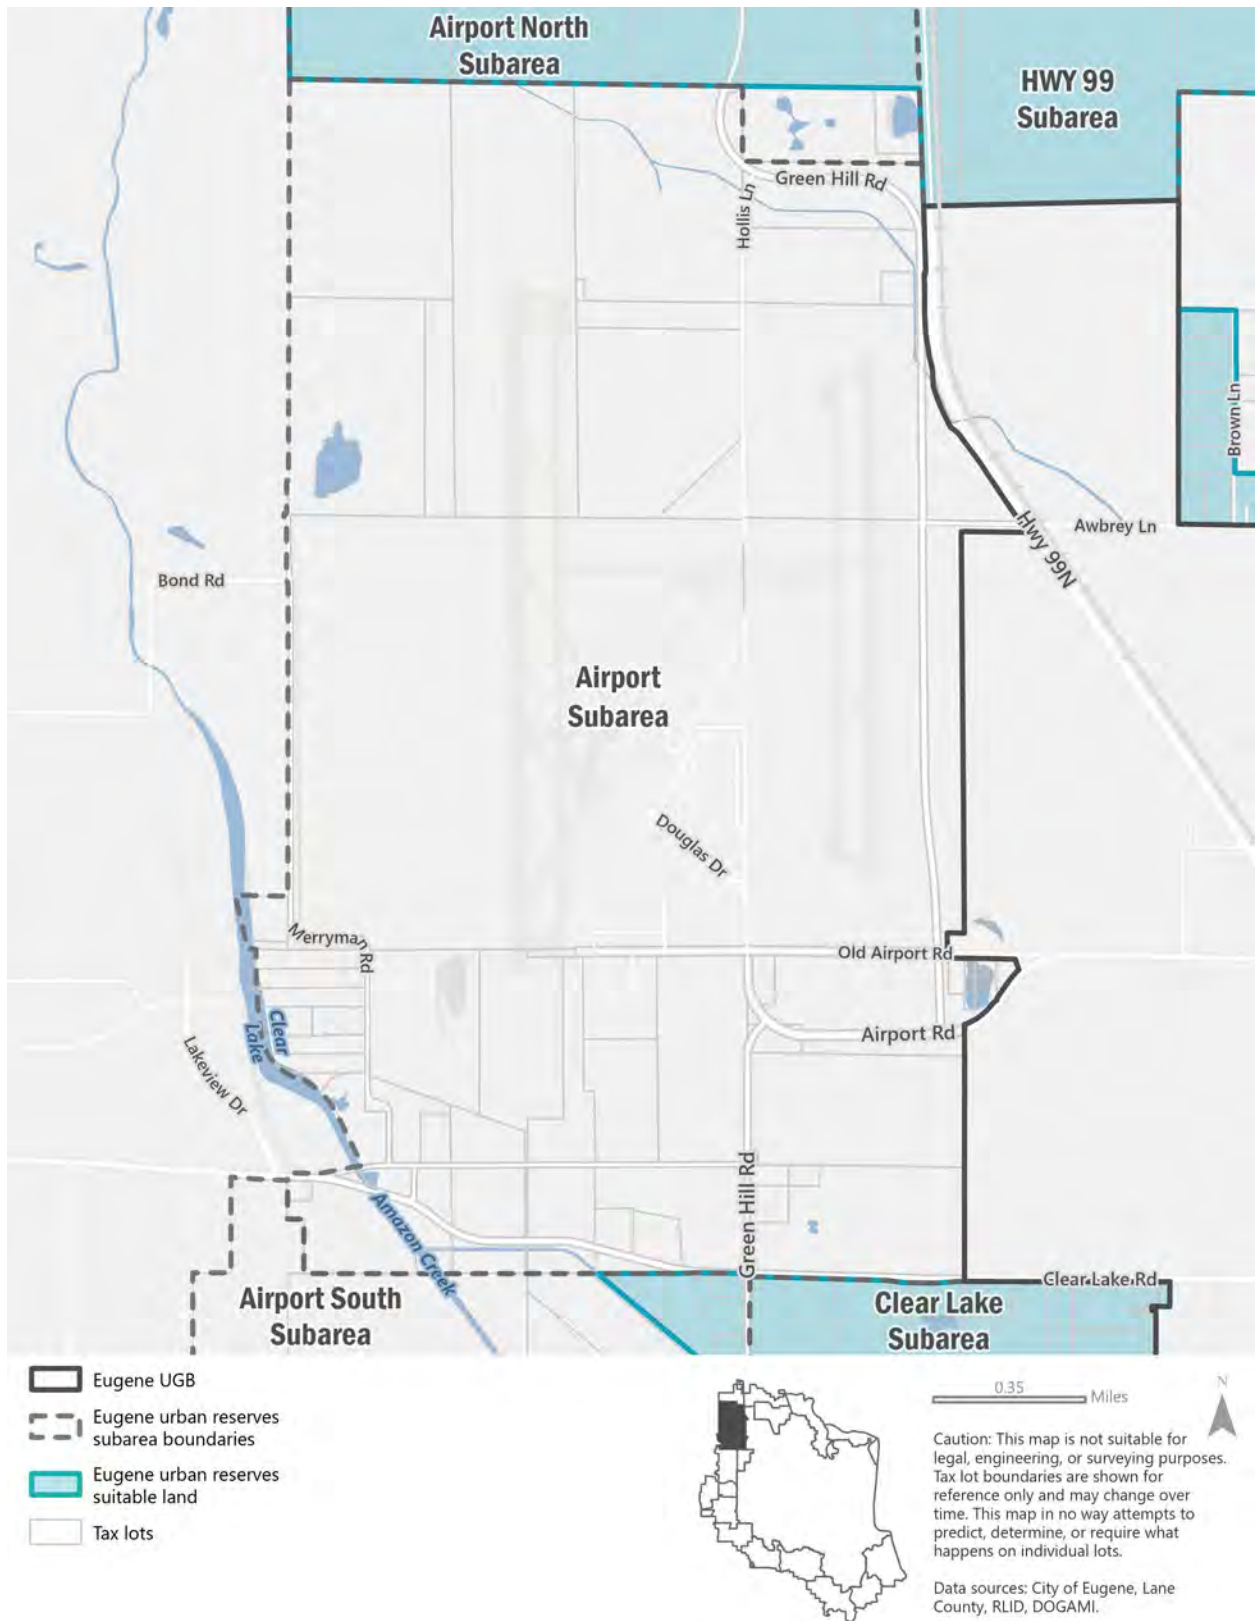 Airport North
Subarea
HWY 99
Subarea
Green Hill Rd
Hollis Ln
Brown Ln
Awbrey Ln
Hwy 99N
Bond Rd
Airport
Subarea
Douglas Dr
Merryman Rd
Old Airport Rd
Clear
Lake
Lakeview Dr
Airport Rd
Green Hill Rd
Amazon Creek
Clear Lake Rd
Airport South
Subarea
Clear Lake
Subarea
Eugene UGB
Eugene urban reserves
subarea boundaries
Eugene urban reserves
suitable land
Tax lots
0.35
Miles
N
Caution: This map is not suitable for
legal, engineering, or surveying purposes.
Tax lot boundaries are shown for
reference only and may change over
time. This map in no way attempts to
predict, determine, or require what
happens on individual lots.
Data sources: City of Eugene, Lane
County, RLID, DOGAMI.